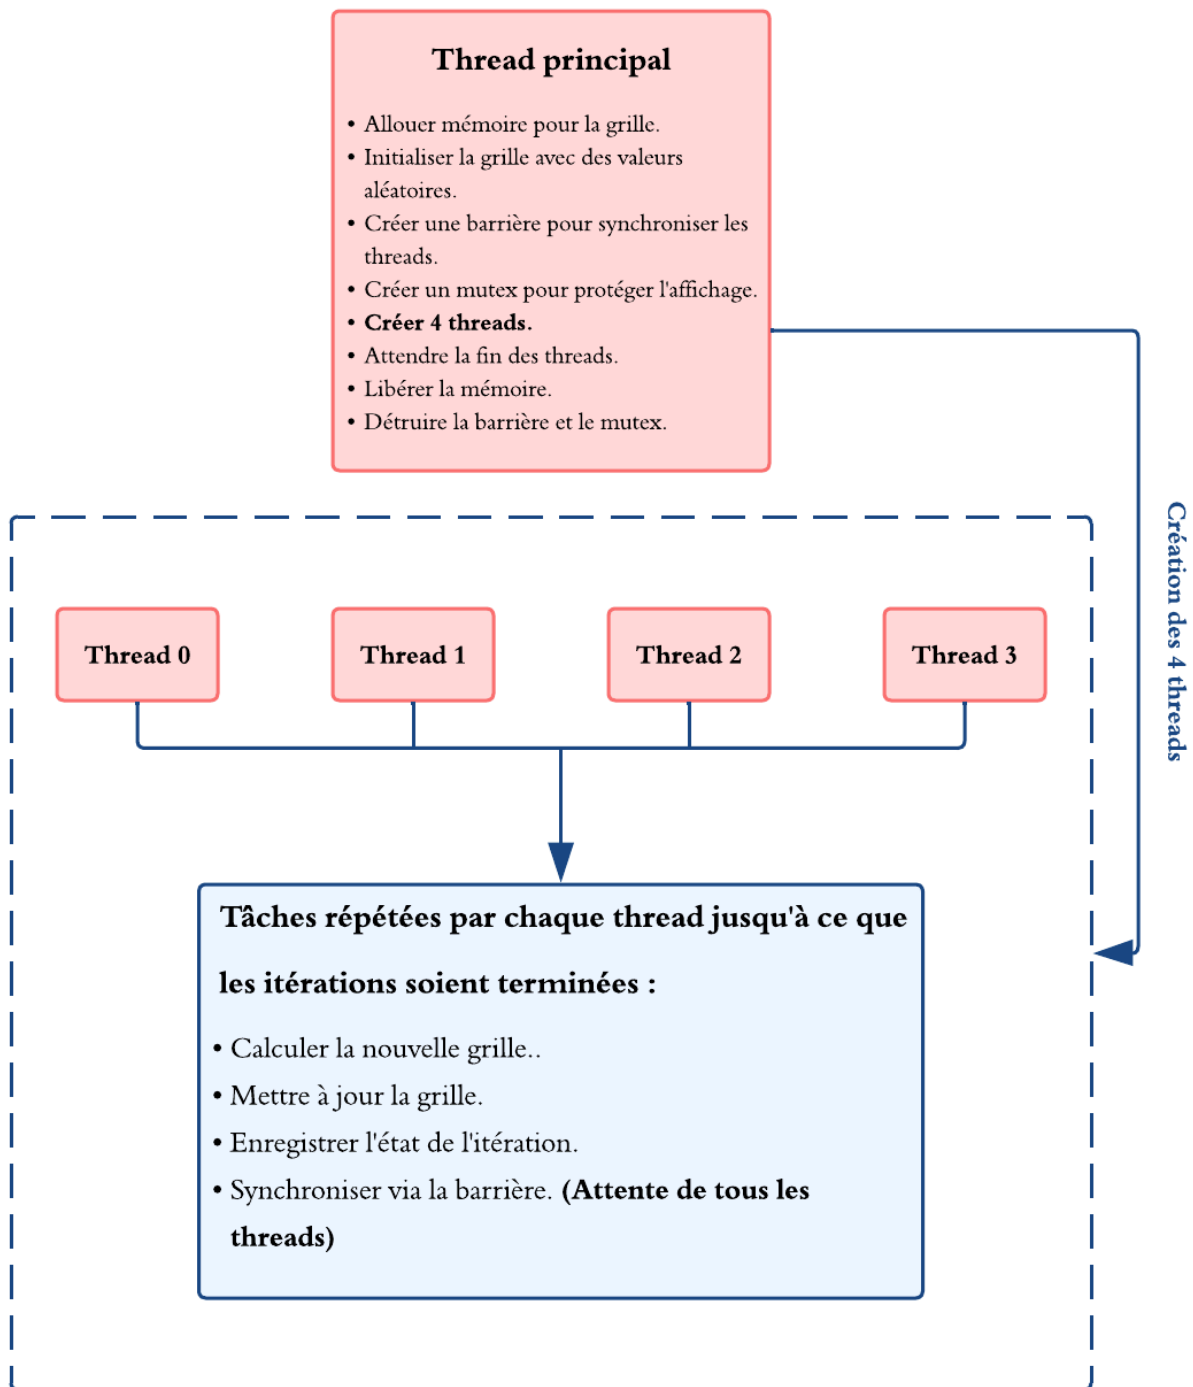 Thread principal
• Allouer mémoire pour la grille.
• Initialiser la grille avec des valeurs
aléatoires.
• Créer une barrière pour synchroniser les
threads.
• Créer un mutex pour protéger l'affichage.
• Créer 4 threads.
• Attendre la fin des threads.
• Libérer la mémoire.
• Détruire la barrière et le mutex.
Création des 4 threads
Thread 0
Thread 1
Thread 2
Thread 3
Tâches répétées par chaque thread jusqu'à ce que
les itérations soient terminées :
• Calculer la nouvelle grille..
• Mettre à jour la grille.
• Enregistrer l'état de l'itération.
• Synchroniser via la barrière. (Attente de tous les
threads)